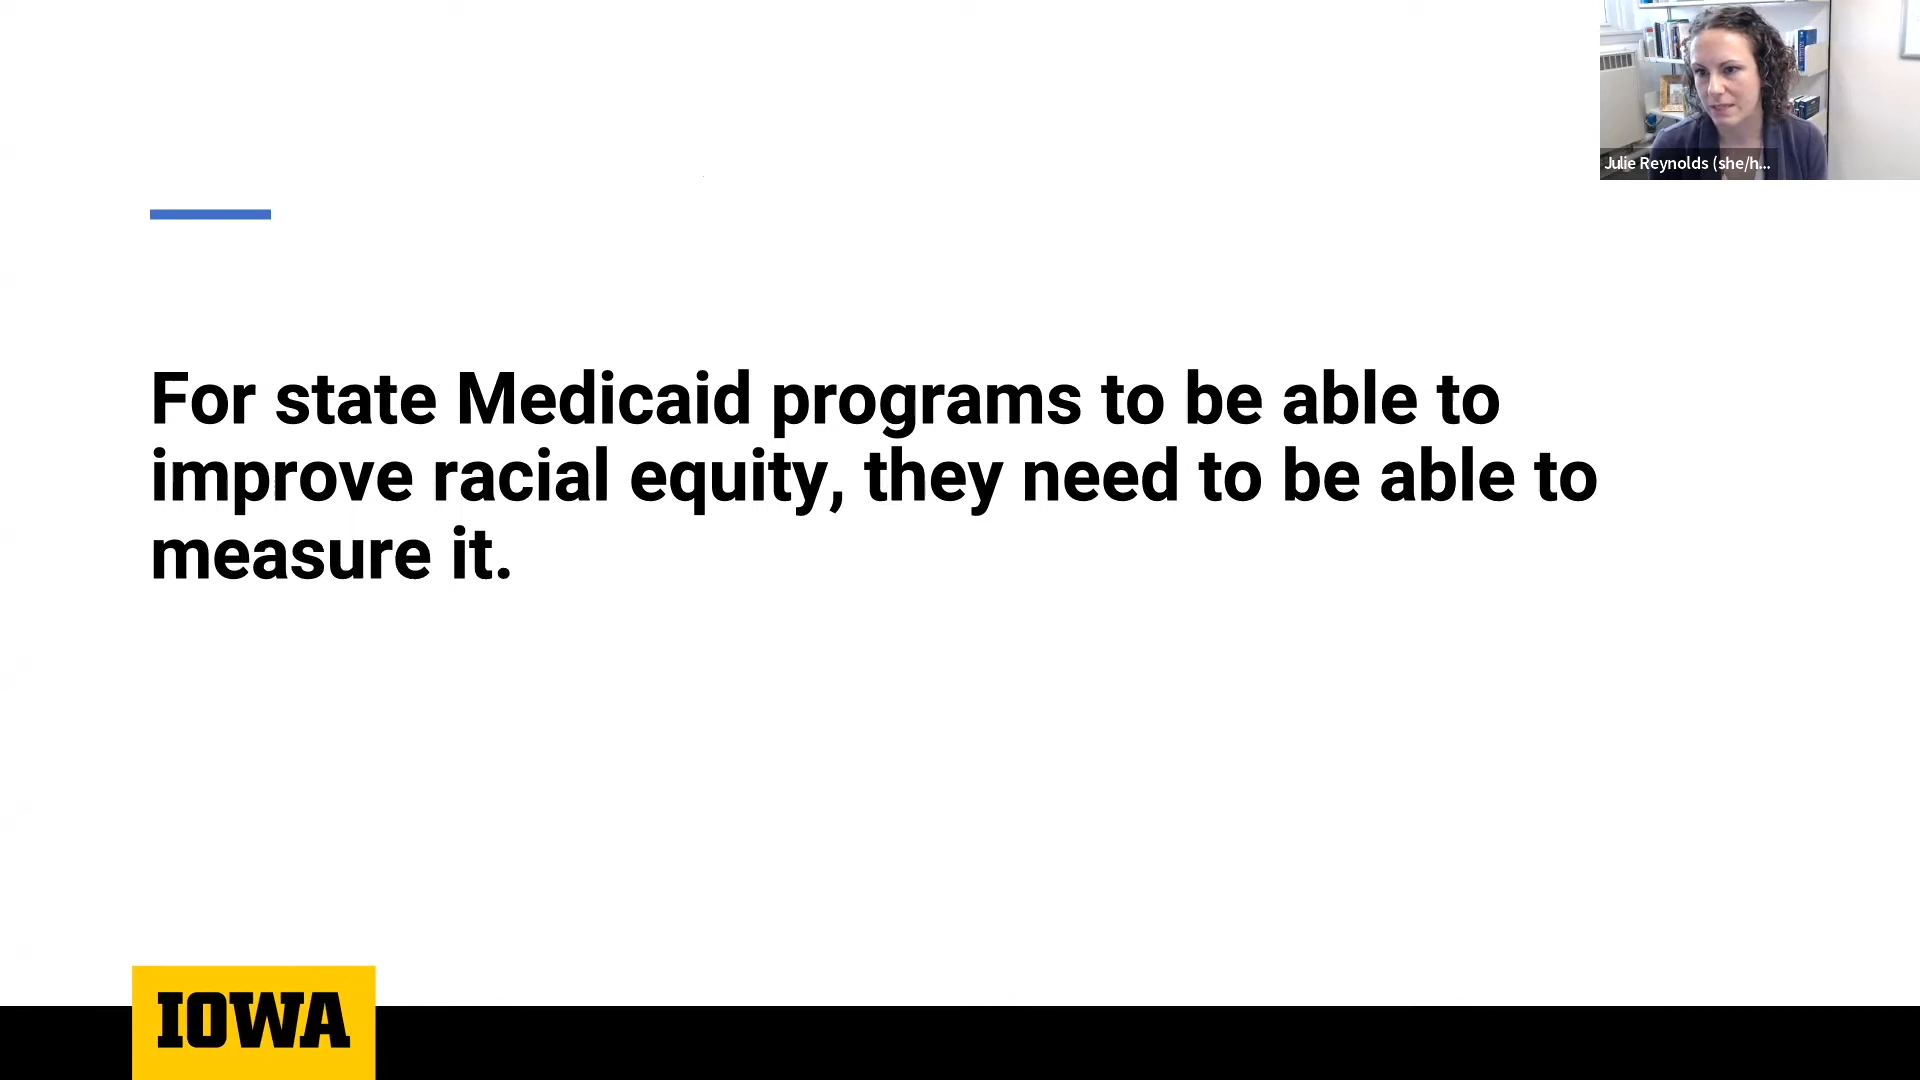 Julie Reynolds (she/h...
For state Medicaid programs to be able to
improve racial equity, they need to be able to
measure it.
IOWA